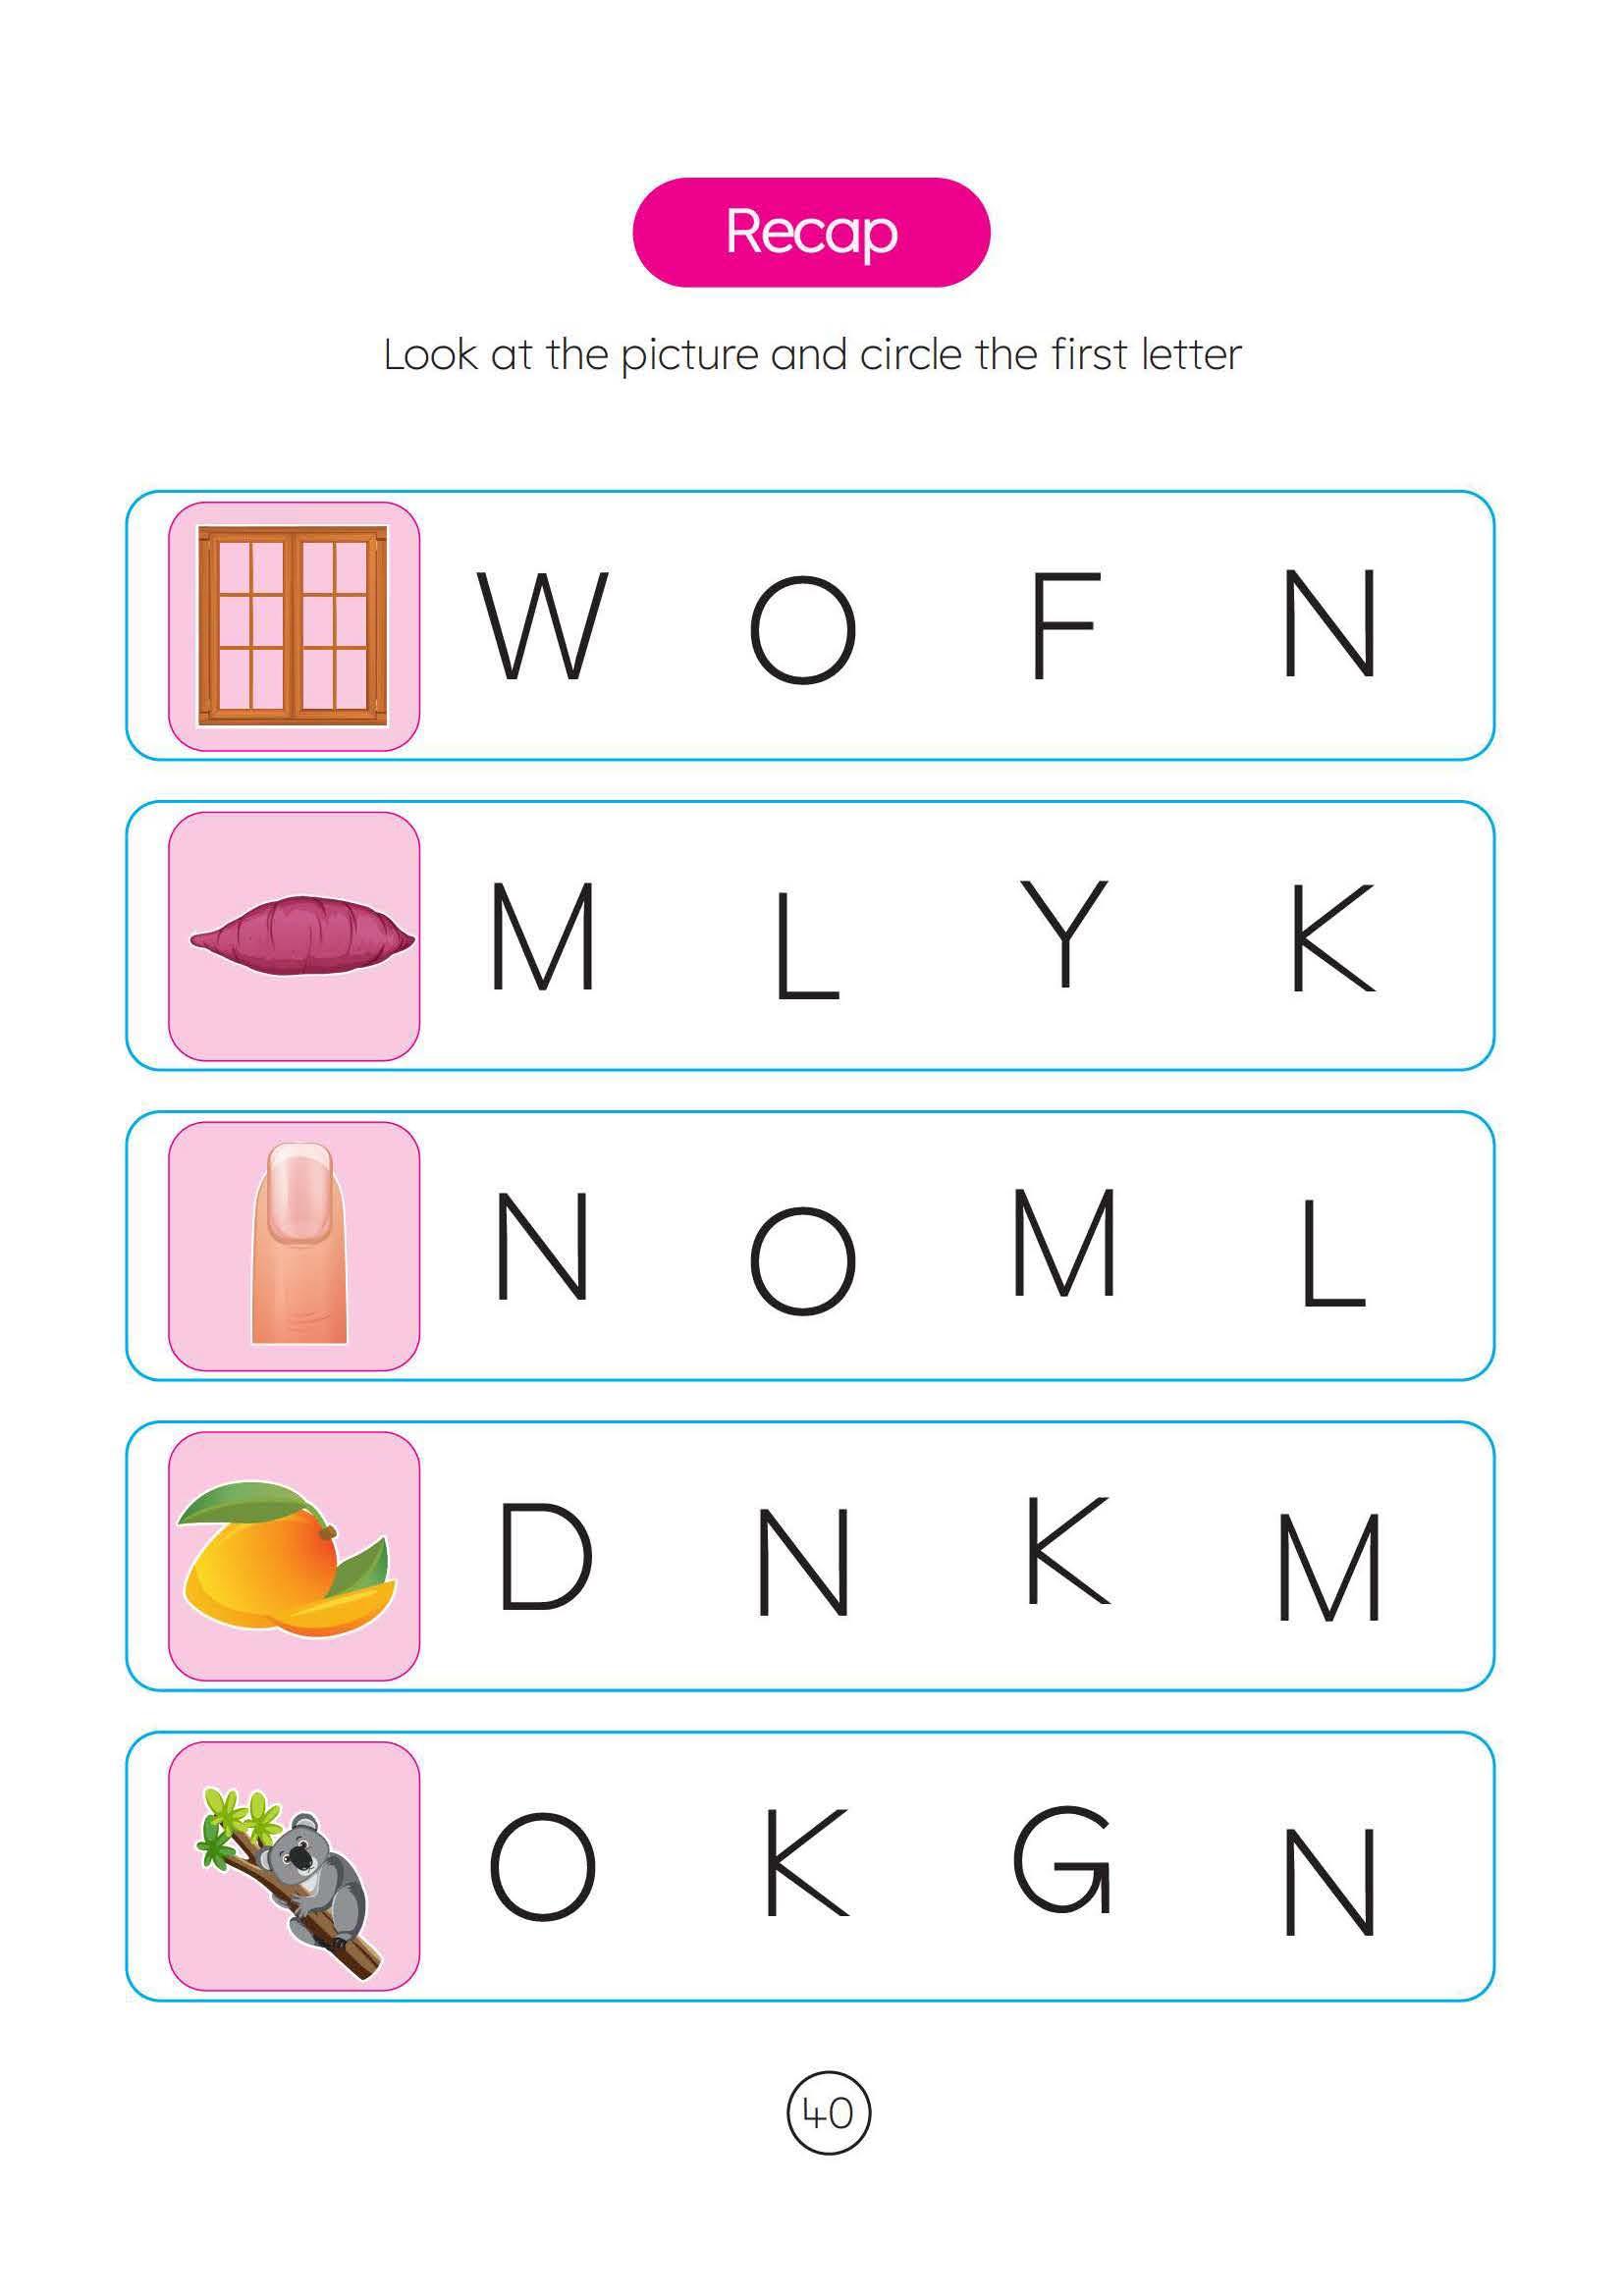 Recap
Look at the picture and circle the first letter
W O F N
M L Y K
N O M L
D N K M
O K G N
40